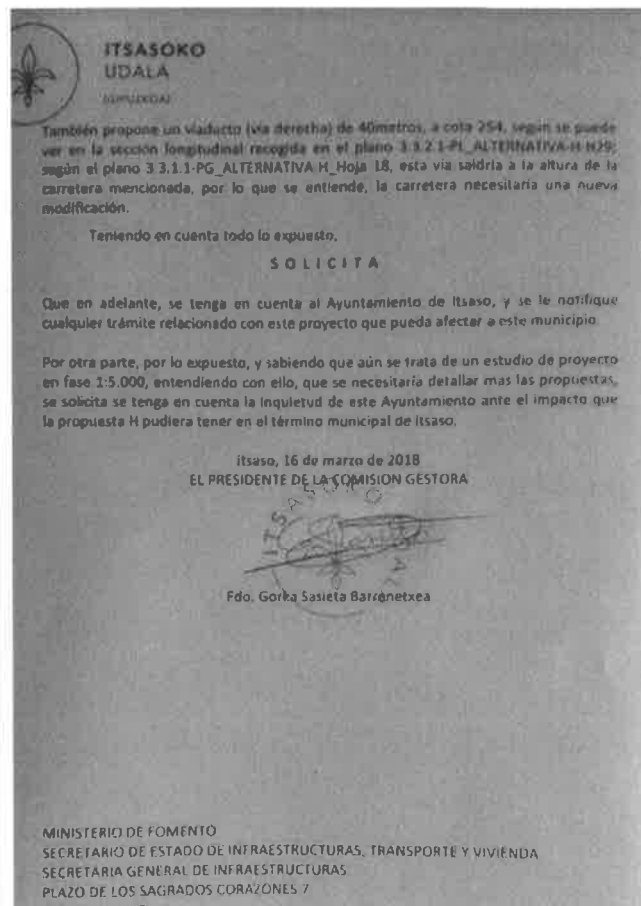 ITSASOKO
UDALA
(GIPUZKOA)
También propone un viaducto (vía derecha) de 40metros, a cota 254, según se puede
ver en la sección longitudinal recogida en el plano 3.3.2.1-PL_ALTERNATIVA-H
según el plano 3.3.1.1-PG_ALTERNATIVA H_Hoja 18, esta vía saldría a la altura de la
carretera mencionada, por lo que se entiende, la carretera necesitaría una nueva
modificación.
Teniendo en cuenta todo lo expuesto,
SOLICITA
Que en adelante, se tenga en cuenta al Ayuntamiento de Itsaso, y se le notifique
cualquier trámite relacionado con este proyecto que pueda afectar a este municipio.
Por otra parte, por lo expuesto, y sabiendo que aún se trata de un estudio de proyecto
en fase 1:5.000, entendiendo con ello, que se necesitaría detallar mas las propuestas,
se solicita se tenga en cuenta la inquietud de este Ayuntamiento ante el impacto que
la propuesta H pudiera tener en el término municipal de Itsaso.
Itsaso, 16 de marzo de 2018
EL PRESIDENTE DE LA COMISION GESTORA
ITSASOKO
Fdo. Gorka Sasieta Barrenetxea
MINISTERIO DE FOMENTO
SECRETARIO DE ESTADO DE INFRAESTRUCTURAS, TRANSPORTE Y VIVIENDA
SECRETARIA GENERAL DE INFRAESTRUCTURAS
PLAZO DE LOS SAGRADOS CORAZONES 7